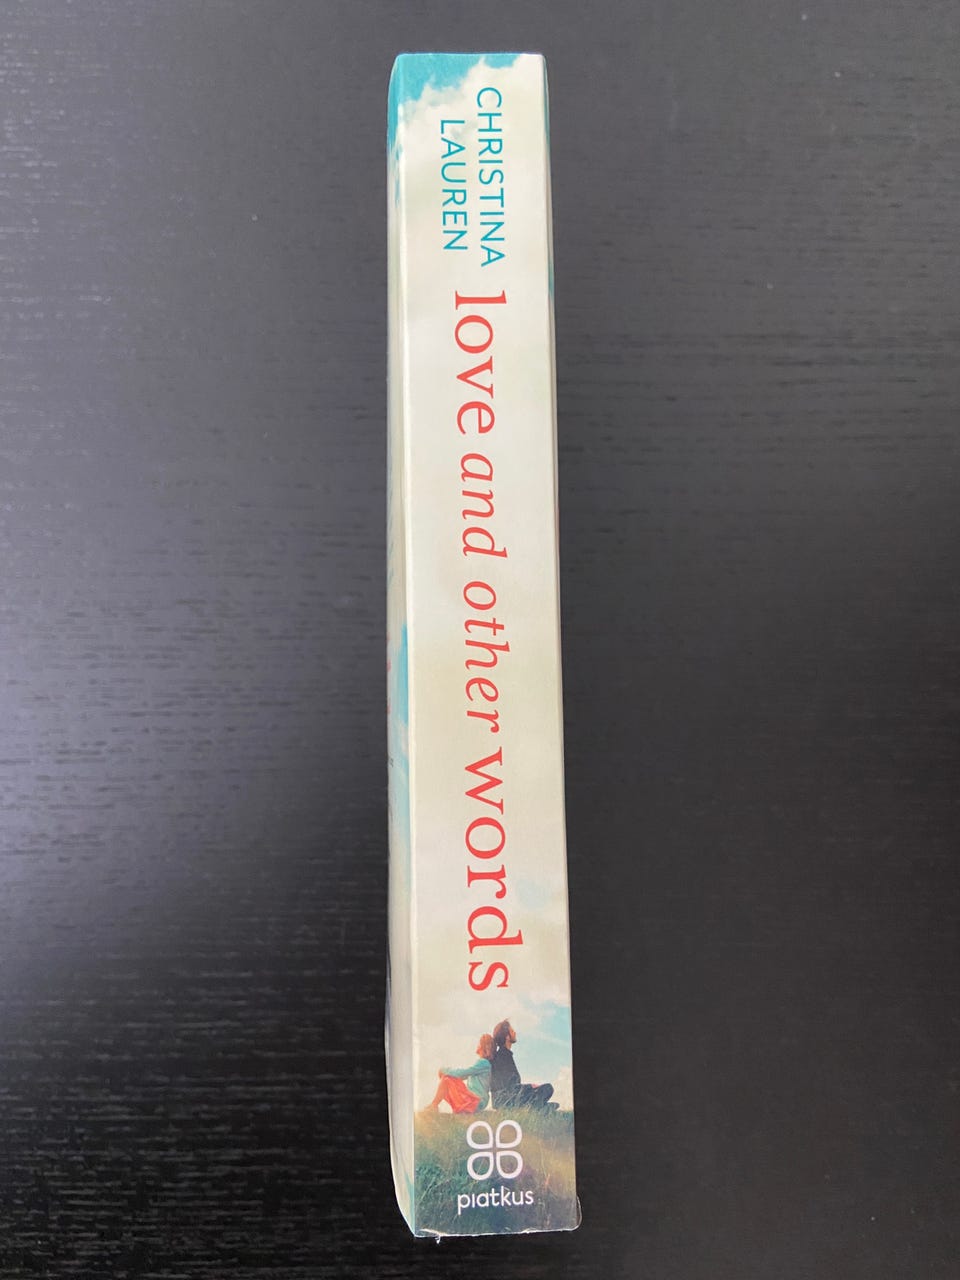 CHRISTINA
LAUREN
love and other words
piatkus